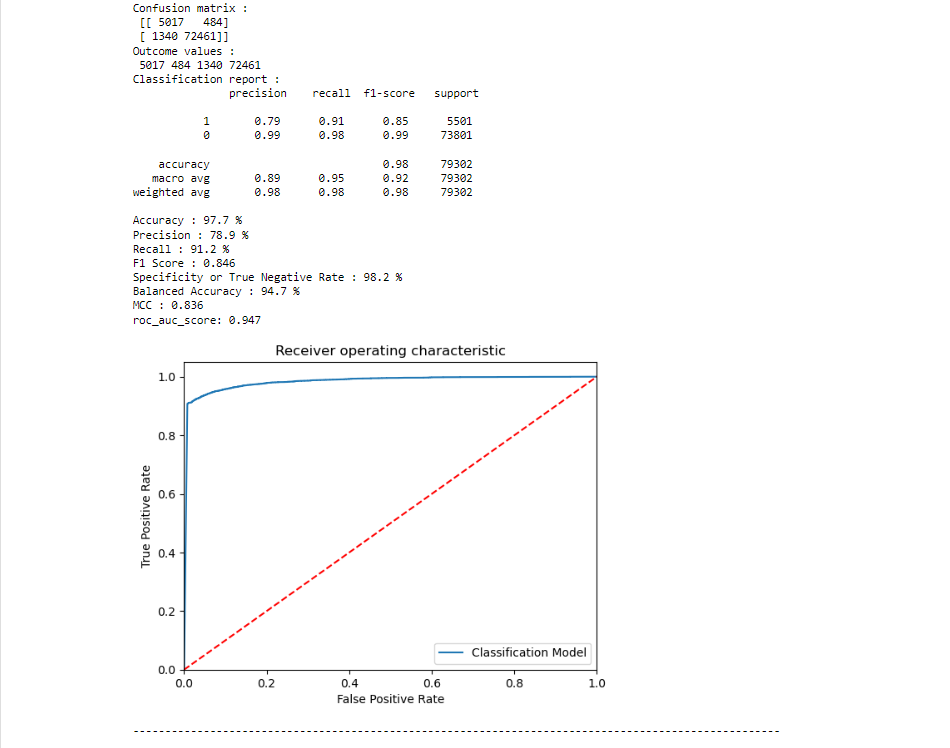 Confusion matrix :
[[ 5017 484]
[ 1340 72461]]
Outcome values :
5017 484 1340 72461
Classification report :
precision recall f1-score support
1 0.79 0.91 0.85 5501
0 0.99 0.98 0.99 73801
accuracy 0.98 79302
macro avg 0.89 0.95 0.92 79302
weighted avg 0.98 0.98 0.98 79302
Accuracy : 97.7 %
Precision : 78.9 %
Recall : 91.2 %
F1 Score : 0.846
Specificity or True Negative Rate : 98.2 %
Balanced Accuracy : 94.7 %
MCC : 0.836
roc_auc_score: 0.947
Receiver operating characteristic
True Positive Rate
1.0
0.8
0.6
0.4
0.2
0.0
Classification Model
0.0 0.2 0.4 0.6 0.8 1.0
False Positive Rate